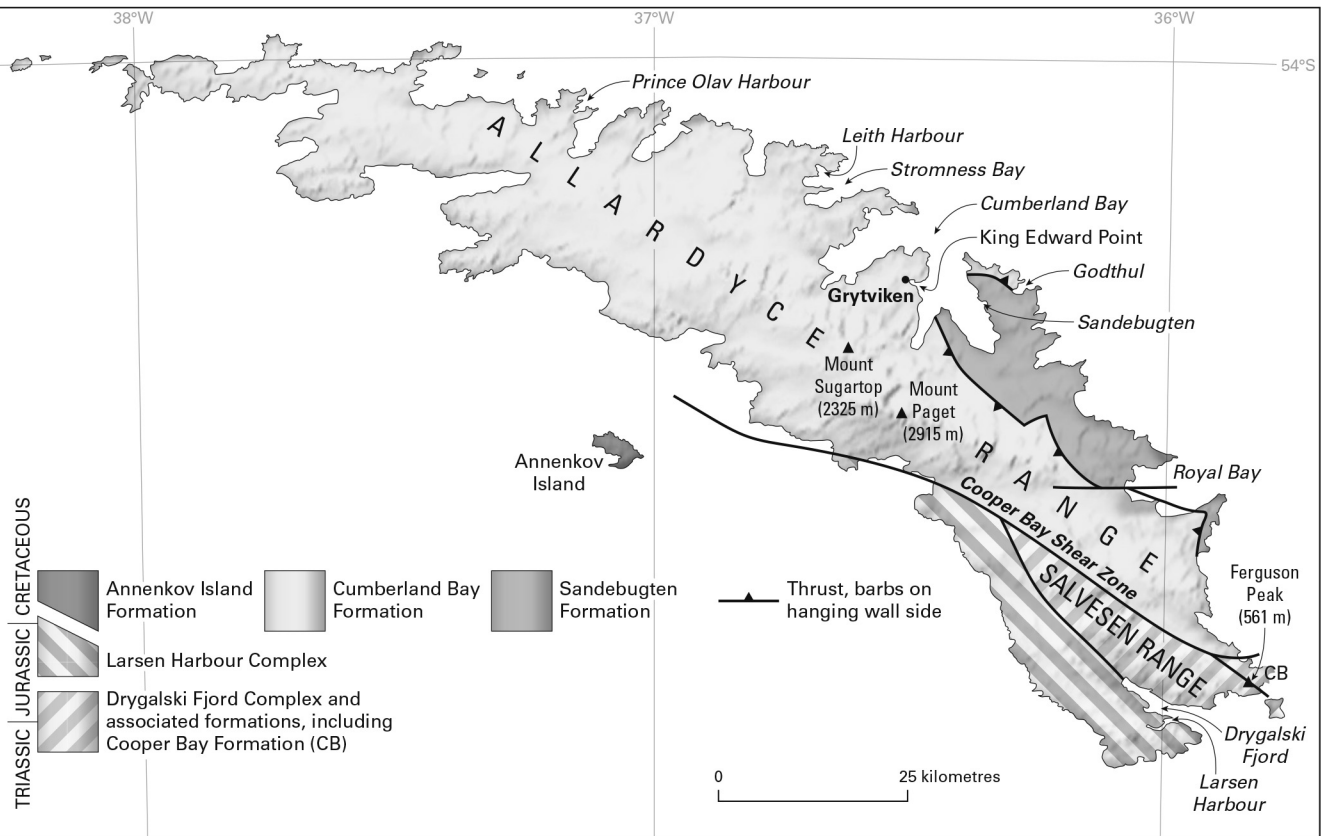 38°W
37°W
36°W
54°S
Prince Olav Harbour
Leith Harbour
Stromness Bay
Cumberland Bay
King Edward Point
Godthul
Grytviken
Sandebugten
ALLARDYCE
RANGE
Mount
Sugartop
(2325 m)
Mount
Paget
(2915 m)
Annenkov
Island
Royal Bay
Cooper Bay Shear Zone
SALVESEN RANGE
Ferguson
Peak
(561 m)
CB
Drygalski
Fjord
Larsen
Harbour
TRIASSIC | JURASSIC | CRETACEOUS
Annenkov Island
Formation
Cumberland Bay
Formation
Sandebugten
Formation
Thrust, barbs on
hanging wall side
Larsen Harbour Complex
Drygalski Fjord Complex and
associated formations, including
Cooper Bay Formation (CB)
0
25 kilometres